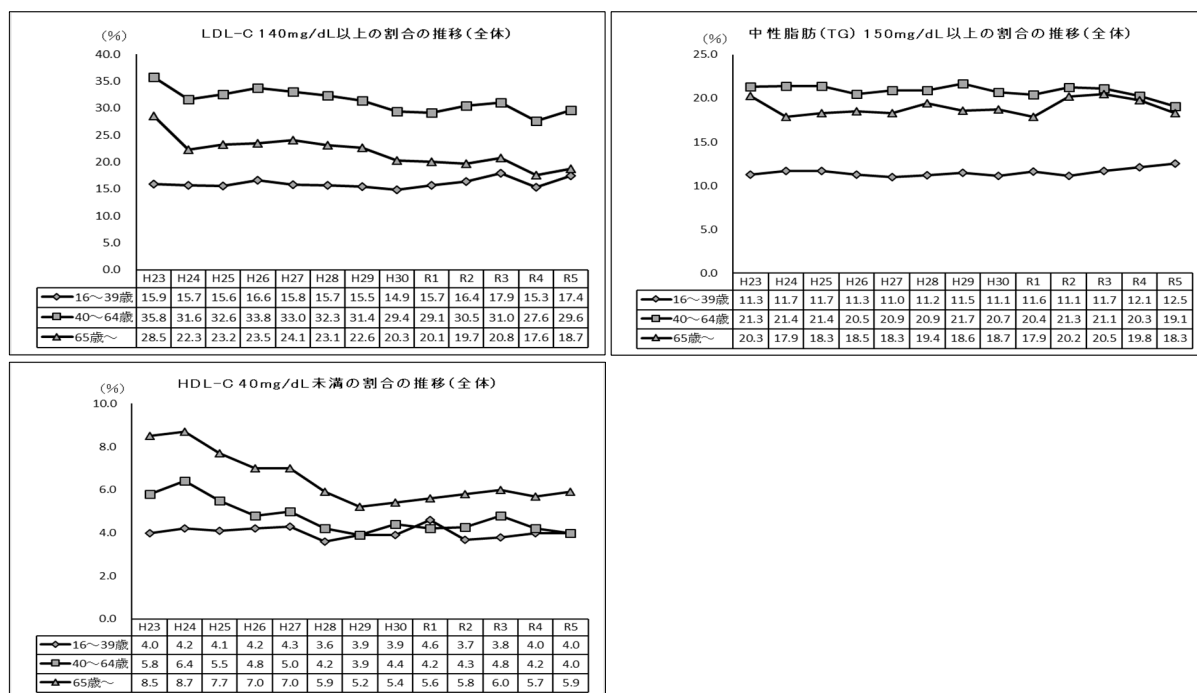 LDL-C 140mg/dL以上の割合の推移(全体)
(%)
40.0
35.0
30.0
25.0
20.0
15.0
10.0
5.0
0.0
H23 H24 H25 H26 H27 H28 H29 H30 R1 R2 R3 R4 R5
16～39歳 15.9 15.7 15.6 16.6 15.8 15.7 15.5 14.9 15.7 16.4 17.9 15.3 17.4
40～64歳 35.8 31.6 32.6 33.8 33.0 32.3 31.4 29.4 29.1 30.5 31.0 27.6 29.6
65歳～ 28.5 22.3 23.2 23.5 24.1 23.1 22.6 20.3 20.1 19.7 20.8 17.6 18.7
中性脂肪(TG) 150mg/dL以上の割合の推移(全体)
(%)
25.0
20.0
15.0
10.0
5.0
0.0
H23 H24 H25 H26 H27 H28 H29 H30 R1 R2 R3 R4 R5
16～39歳 11.3 11.7 11.7 11.3 11.0 11.2 11.5 11.1 11.6 11.1 11.7 12.1 12.5
40～64歳 21.3 21.4 21.4 20.5 20.9 20.9 21.7 20.7 20.4 21.3 21.1 20.3 19.1
65歳～ 20.3 17.9 18.3 18.5 18.3 19.4 18.6 18.7 17.9 20.2 20.5 19.8 18.3
HDL-C 40mg/dL未満の割合の推移(全体)
(%)
10.0
8.0
6.0
4.0
2.0
0.0
H23 H24 H25 H26 H27 H28 H29 H30 R1 R2 R3 R4 R5
16～39歳 4.0 4.2 4.1 4.2 4.3 3.6 3.9 3.9 4.6 3.7 3.8 4.0 4.0
40～64歳 5.8 6.4 5.5 4.8 5.0 4.2 3.9 4.4 4.2 4.3 4.8 4.2 4.0
65歳～ 8.5 8.7 7.7 7.0 7.0 5.9 5.2 5.4 5.6 5.8 6.0 5.7 5.9